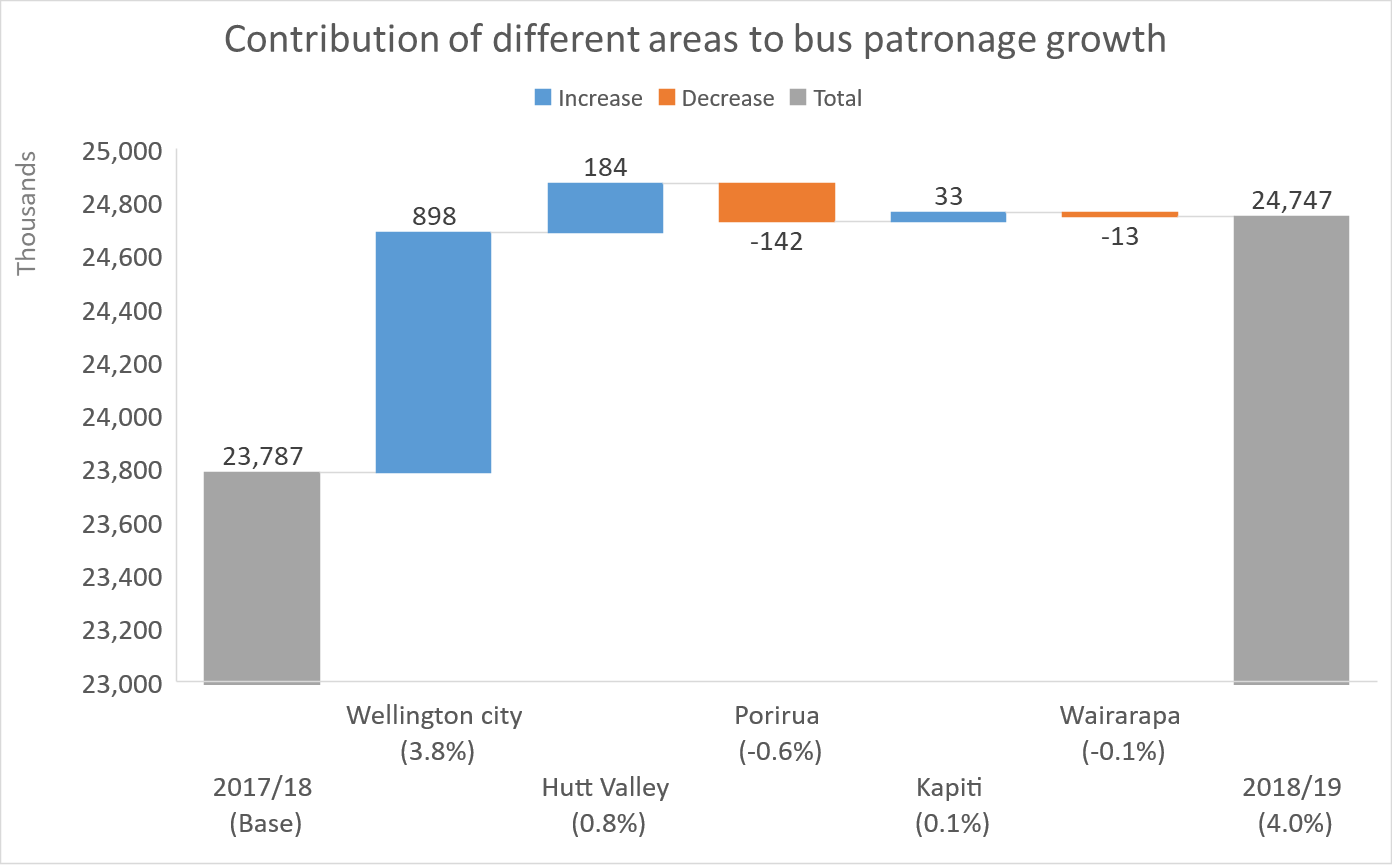 Contribution of different areas to bus patronage growth
Increase Decrease Total
Thousands
25,000
24,800
24,600
24,400
24,200
24,000
23,800
23,600
23,400
23,200
23,000
23,787
898
184
-142
33
-13
24,747
Wellington city
(3.8%)
Porirua
(-0.6%)
Wairarapa
(-0.1%)
2017/18
(Base)
Hutt Valley
(0.8%)
Kapiti
(0.1%)
2018/19
(4.0%)